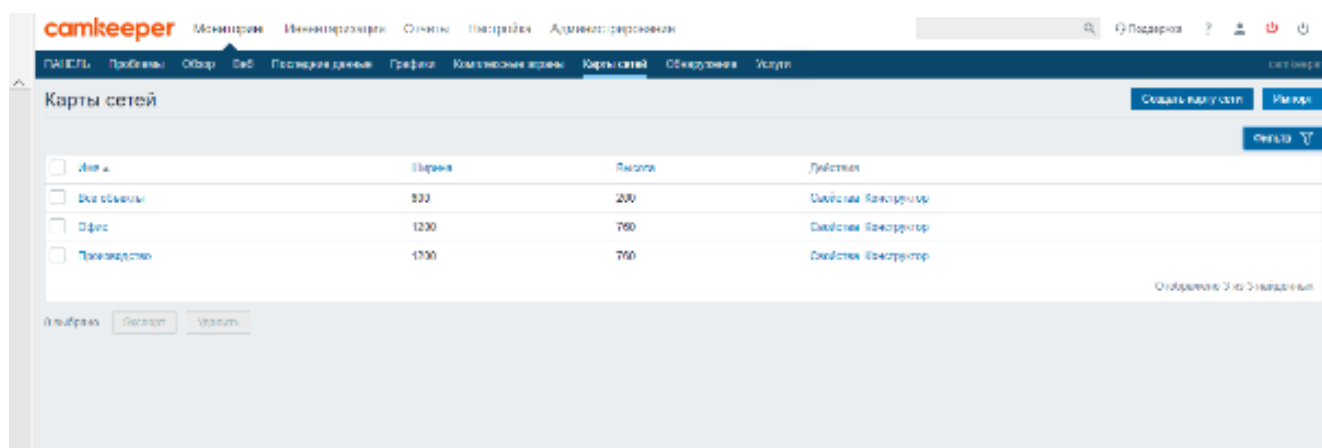 camkeeper Мониторинг Инвентаризация Отчеты Настройка Администрирование Поддержка ?
ПАНЕЛЬ Проблемы Обзор Веб Последние данные Графики Комплексные экраны Карты сетей Обнаружение Услуги
Карты сетей Создать карту сети Импорт
Фильтр
Имя Ширина Высота Действия
Все объекты 200 Свойства Конструктор
Офис 1200 760 Свойства Конструктор
Производство 1200 760 Свойства Конструктор
Отображено 3 из 3 найденных
0 выбрано Экспорт Удалить